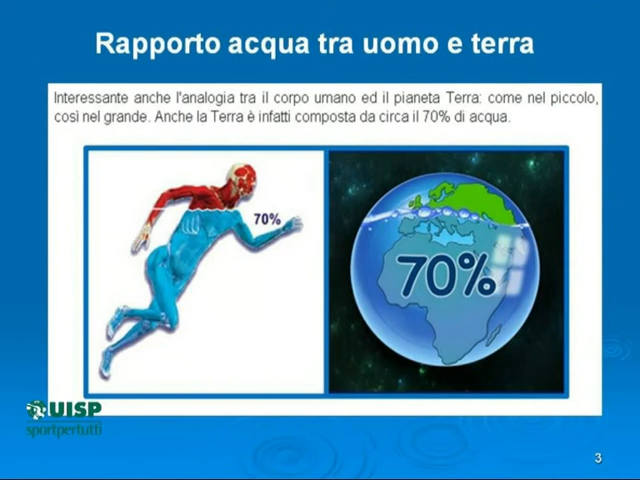 Rapporto acqua tra uomo e terra
Interessante anche l'analogia tra il corpo umano ed il pianeta Terra: come nel piccolo,
così nel grande. Anche la Terra è infatti composta da circa il 70% di acqua.
70%
70%
UISP
sportpertutti
3